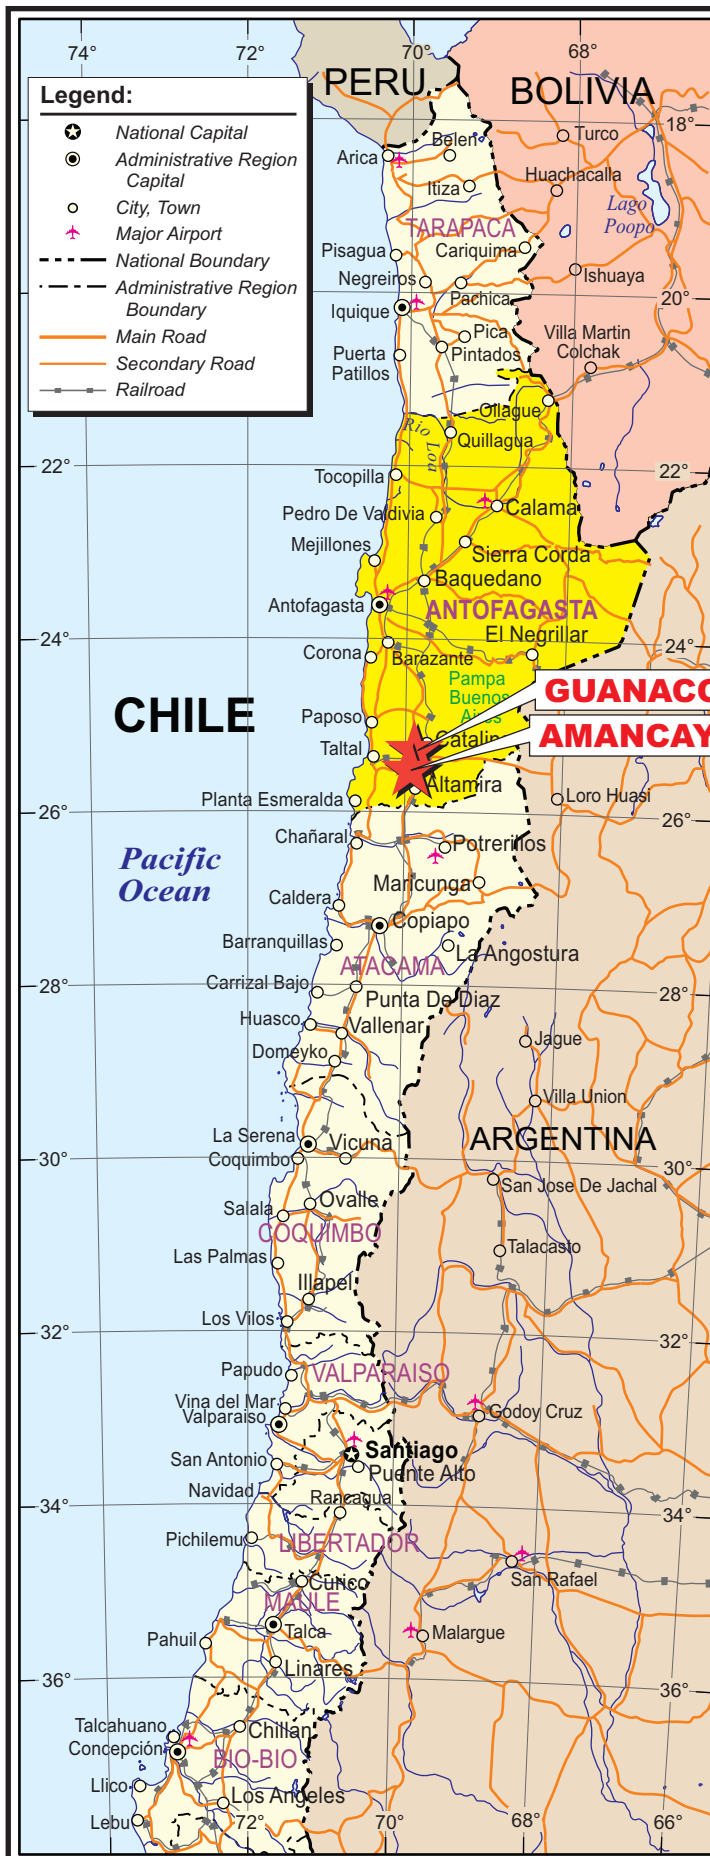 74°
72°
70°
68°
PERU
BOLIVIA
Legend:
National Capital
Administrative Region
Capital
City, Town
Major Airport
National Boundary
Administrative Region
Boundary
Main Road
Secondary Road
Railroad
18°
Turco
Belen
Arica
Huachacalla
Itiza
Lago
Poopo
TARAPACA
Pisagua
Cariquima
Ishuaya
Negreiros
Pachica
20°
Iquique
Pica
Villa Martin
Colchak
Puerta
Patillos
Pintados
Ollague
Rio Loa
Quillagua
22°
22°
Tocopilla
Calama
Pedro De Valdivia
Mejillones
Sierra Corda
Baquedano
Antofagasta
ANTOFAGASTA
24°
El Negrillar
24°
Corona
Barazante
Pampa
Buenos
Aires
GUANACO
CHILE
Paposo
Catalin
AMANCAY
Taltal
Altamira
Planta Esmeralda
Loro Huasi
26°
26°
Chañaral
Potrerillos
Pacific
Ocean
Maricunga
Caldera
Copiapo
Barranquillas
La Angostura
ATACAMA
28°
Carrizal Bajo
28°
Punta De Diaz
Huasco
Vallenar
Jague
Domeyko
Villa Union
La Serena
Vicuna
ARGENTINA
30°
Coquimbo
30°
San Jose De Jachal
Salala
Ovalle
COQUIMBO
Talacasto
Las Palmas
Illapel
Los Vilos
32°
32°
Papudo
VALPARAISO
Vina del Mar
Valparaiso
Godoy Cruz
San Antonio
Santiago
Puente Alto
Navidad
Rancagua
34°
34°
Pichilemu
LIBERTADOR
San Rafael
Curico
MAULE
Talca
Malargue
Pahuil
Linares
36°
36°
Talcahuano
Chillan
Concepción
BIO-BIO
Llico
Los Angeles
Lebu
72°
70°
68°
66°